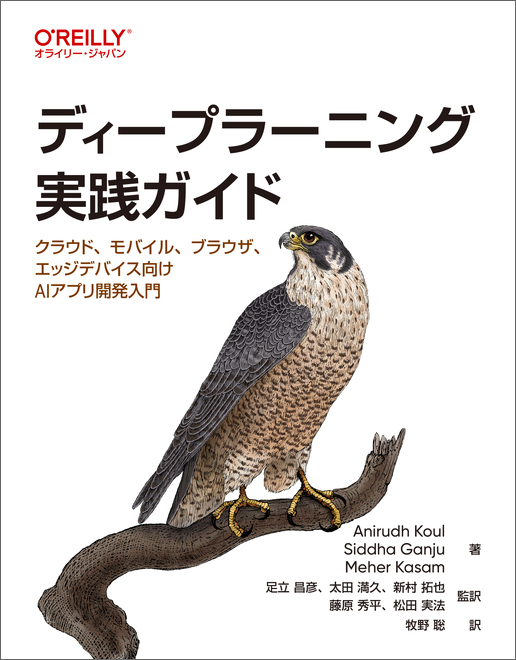 O'REILLY®
オライリー・ジャパン
ディープラーニング
実践ガイド
クラウド、モバイル、ブラウザ、
エッジデバイス向け
AIアプリ開発入門
Anirudh Koul
Siddha Ganju 著
Meher Kasam
足立 昌彦、太田 満久、新村 拓也
藤原 秀平、松田 実法 監訳
牧野 聡 訳